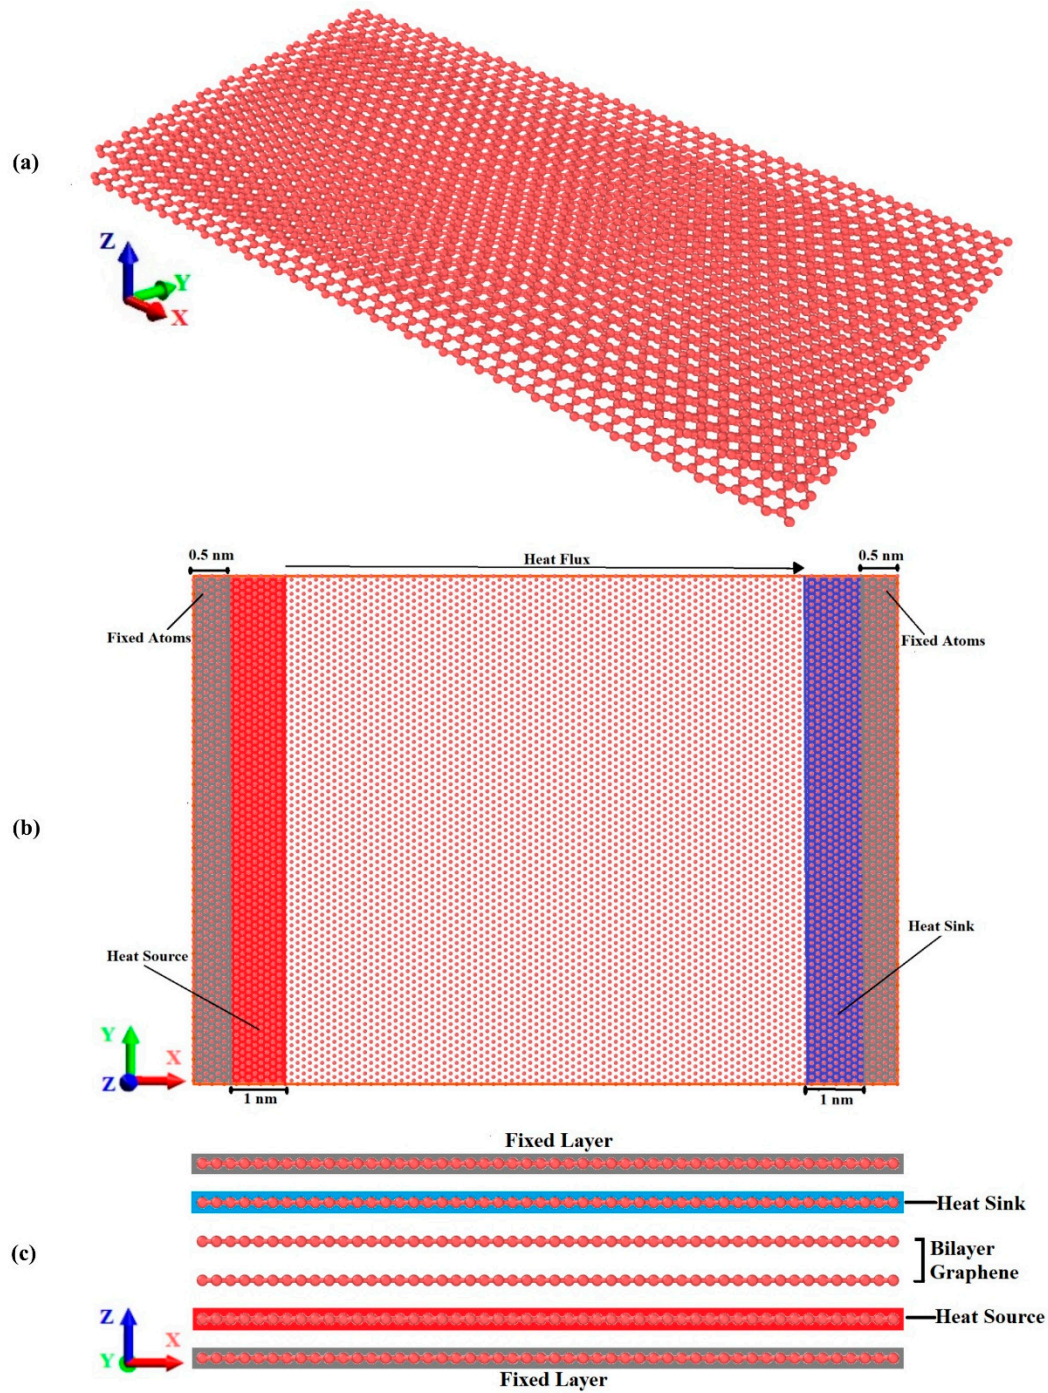 (a)
Z
Y
X
0.5 nm
Heat Flux
0.5 nm
Fixed Atoms
Fixed Atoms
(b)
Heat Source
Heat Sink
Y
X
Z
1 nm
1 nm
Fixed Layer
Heat Sink
(c)
Bilayer
Graphene
Z
X
Y
Heat Source
Fixed Layer